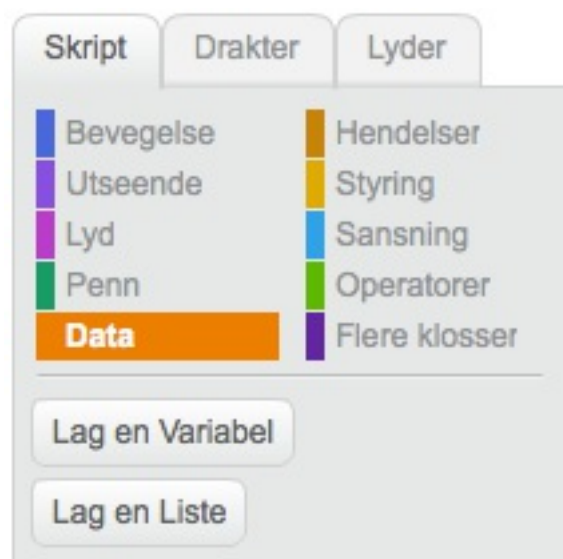 Skript Drakter Lyder
Bevegelse Hendelser
Utseende Styring
Lyd Sansning
Penn Operatorer
Data Flere klosser
Lag en Variabel
Lag en Liste